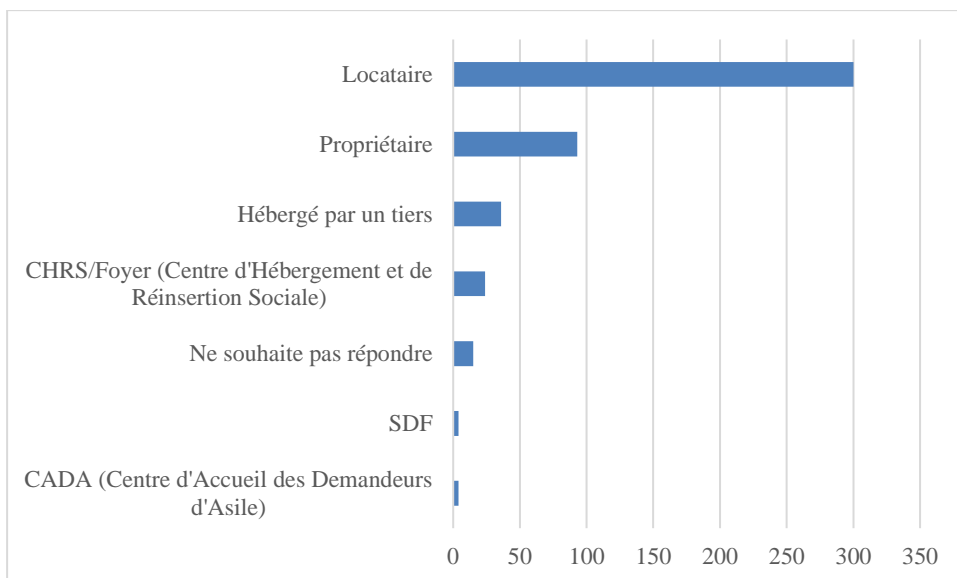 Locataire
Propriétaire
Hébergé par un tiers
CHRS/Foyer (Centre d'Hébergement et de
Réinsertion Sociale)
Ne souhaite pas répondre
SDF
CADA (Centre d'Accueil des Demandeurs
d'Asile)
0 50 100 150 200 250 300 350